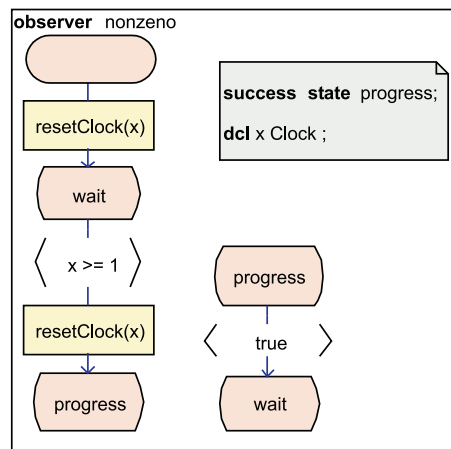 observer nonzeno
success state progress;
dcl x Clock ;
resetClock(x)
wait
x >= 1
resetClock(x)
progress
progress
true
wait